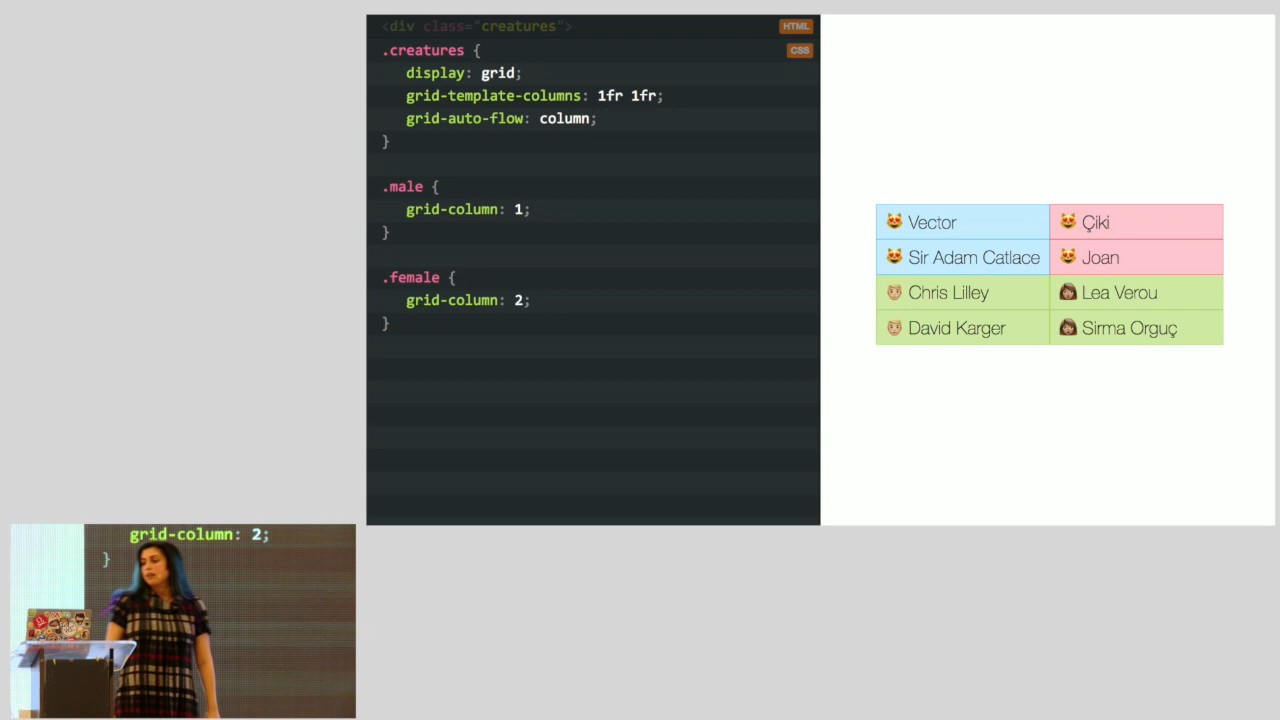 <div class="creatures">
HTML
.creatures {
CSS
display: grid;
grid-template-columns: 1fr 1fr;
grid-auto-flow: column;
}
.male {
grid-column: 1;
}
.female {
grid-column: 2;
}
Vector
Çiki
Sir Adam Catlace
Joan
Chris Lilley
Lea Verou
David Karger
Sirma Orguç
grid-column: 2;
}